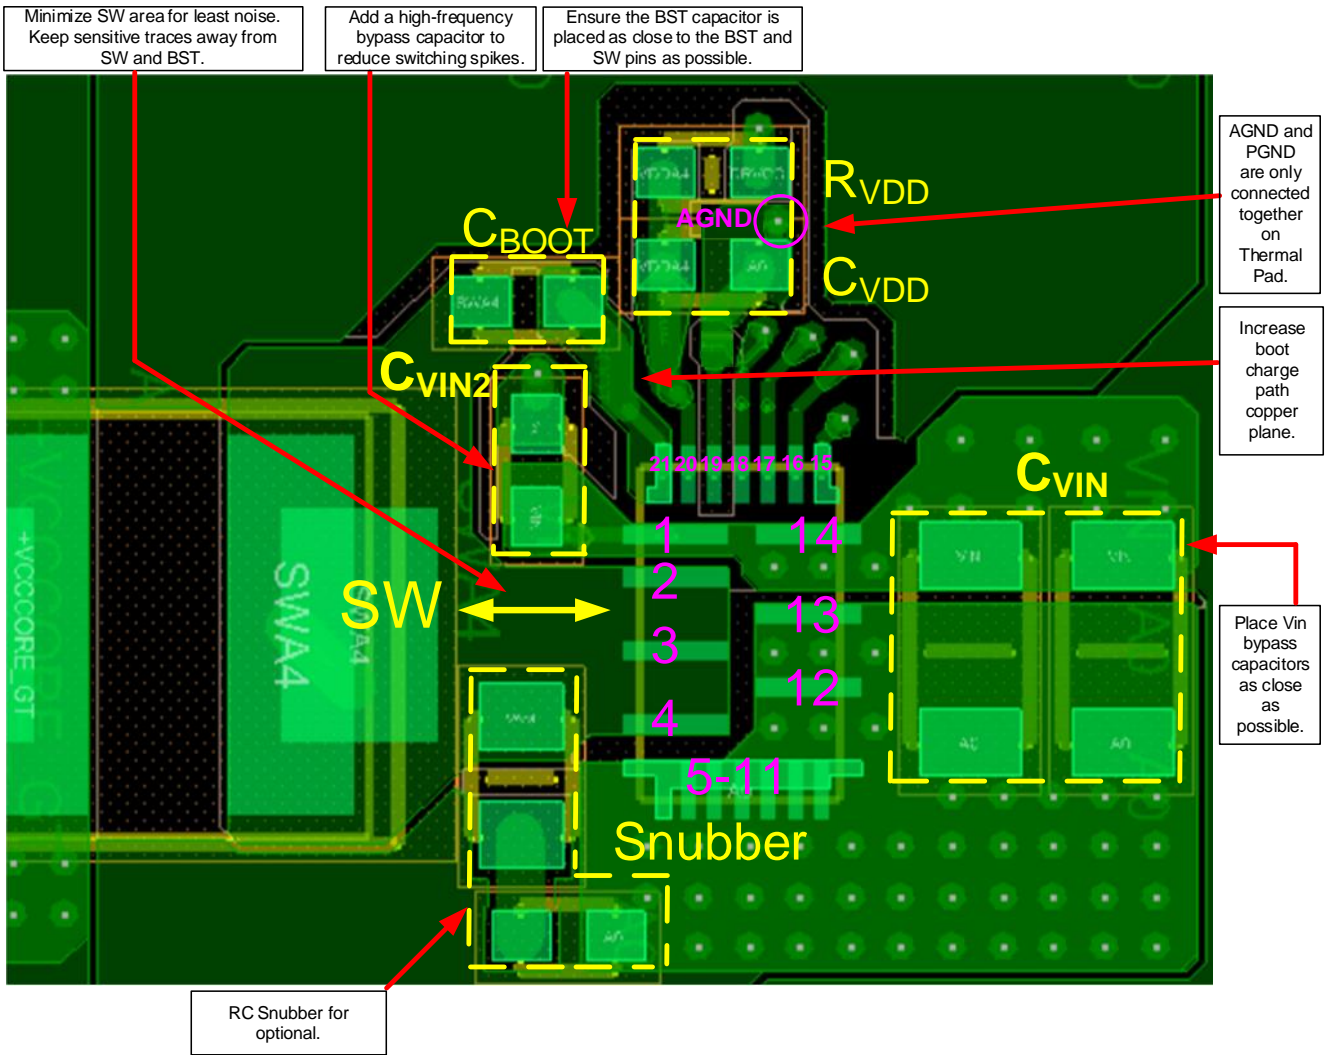 Minimize SW area for least noise.
Keep sensitive traces away from
SW and BST.
Add a high-frequency
bypass capacitor to
reduce switching spikes.
Ensure the BST capacitor is
placed as close to the BST and
SW pins as possible.
AGND and
PGND
are only
connected
together
on
Thermal
Pad.
RVDD
AGND
CBOOT
CVDD
Increase
boot
charge
path
copper
plane.
CVIN2
21 20 19 18 17 16 15
CVIN
1 14
2
SW
13
3
12
4
5-11
+VCCCORE_GT
SWA4
SWA4
Place Vin
bypass
capacitors
as close
as
possible.
Snubber
RC Snubber for
optional.